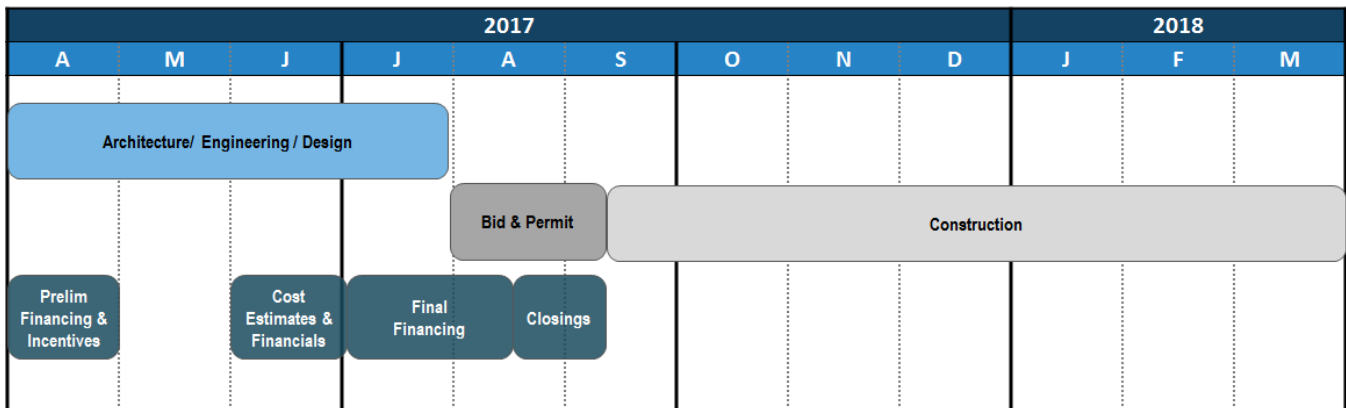 2017 2018
A M J J A S O N D J F M
Architecture/ Engineering / Design
Bid & Permit Construction
Prelim
Financing &
Incentives
Cost
Estimates &
Financials
Final
Financing
Closings